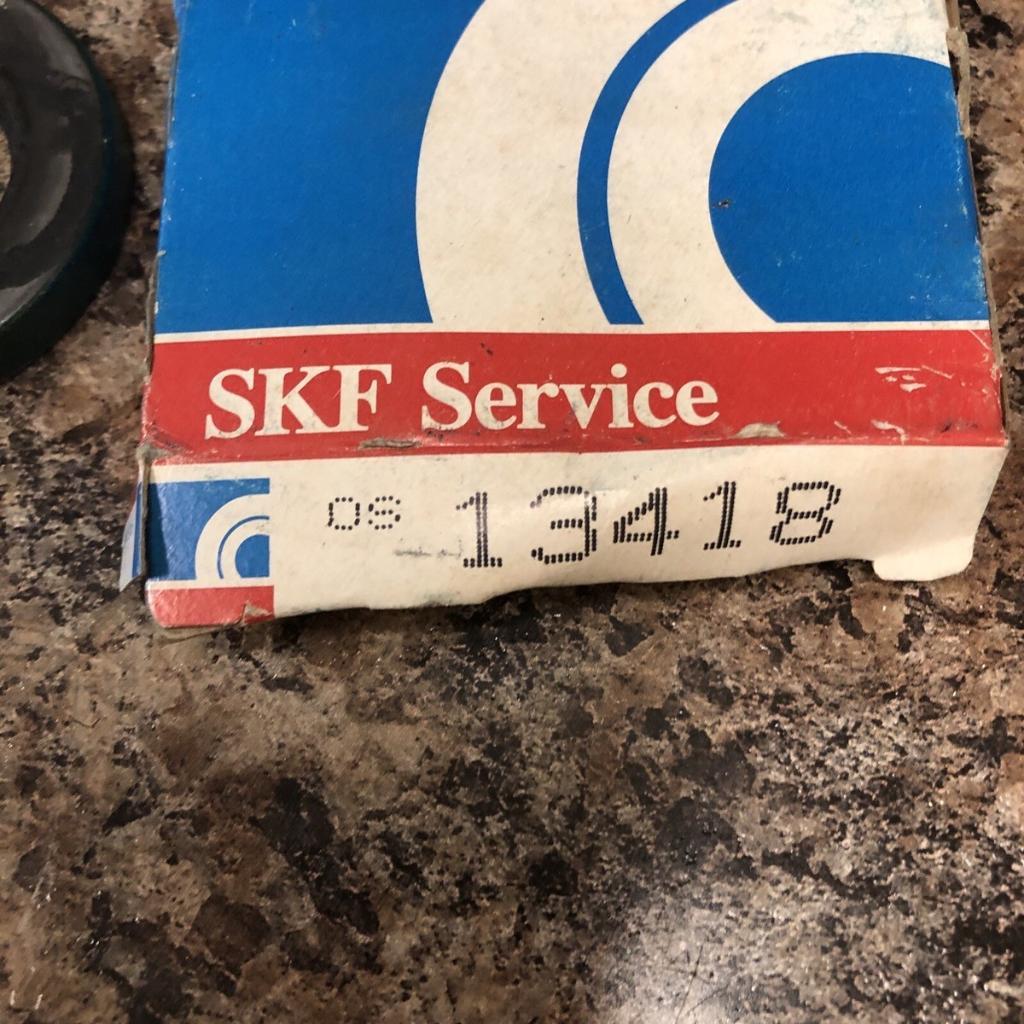 SKF Service
OS 13418